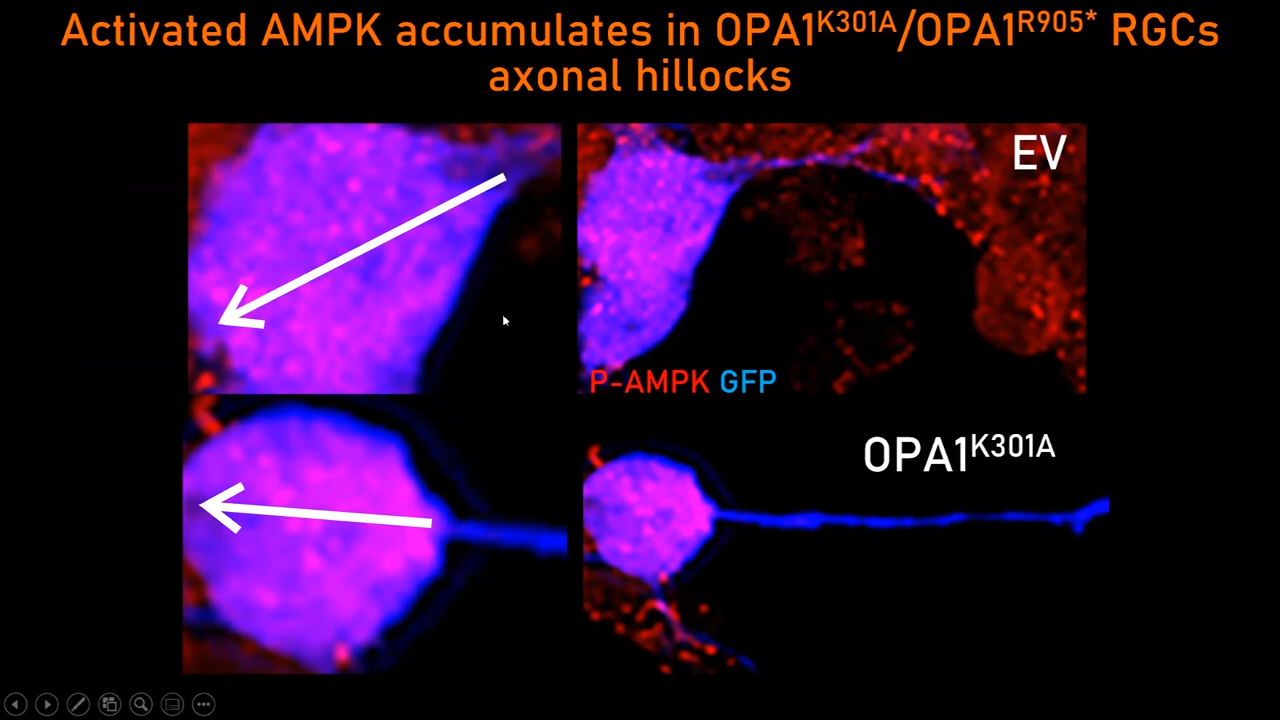 Activated AMPK accumulates in OPA1K301A/OPA1R905* RGCs
axonal hillocks
EV
P-AMPK GFP
OPA1K301A